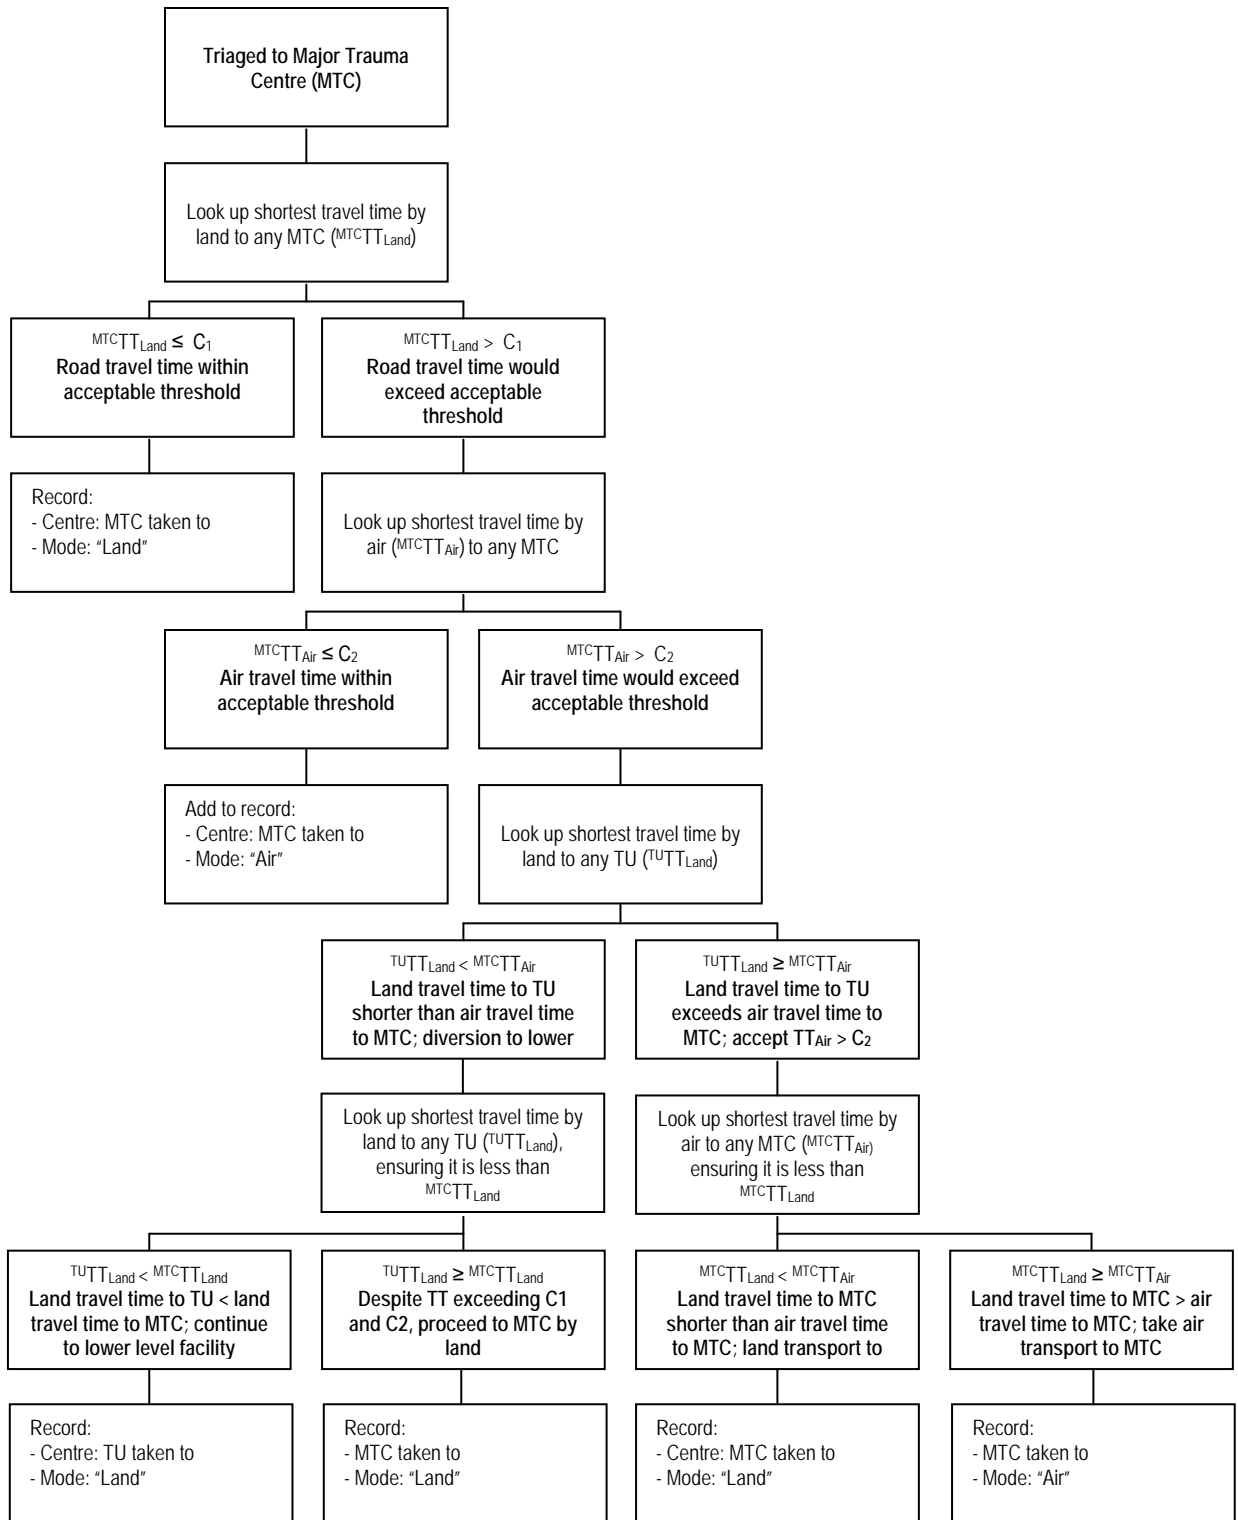 Triaged to Major Trauma
Centre (MTC)
Look up shortest travel time by
land to any MTC (MTCTTLand)
MTCTTLand ≤ C1
Road travel time within
acceptable threshold
MTCTTLand > C1
Road travel time would
exceed acceptable
threshold
Record:
- Centre: MTC taken to
- Mode: “Land”
Look up shortest travel time by
air (MTCTTAir) to any MTC
MTCTTAir ≤ C2
Air travel time within
acceptable threshold
MTCTTAir > C2
Air travel time would exceed
acceptable threshold
Add to record:
- Centre: MTC taken to
- Mode: “Air”
Look up shortest travel time by
land to any TU (TUTTLand)
TUTTLand < MTCTTAir
Land travel time to TU
shorter than air travel time
to MTC; diversion to lower
TUTTLand ≥ MTCTTAir
Land travel time to TU
exceeds air travel time to
MTC; accept TTAir > C2
Look up shortest travel time by
land to any TU (TUTTLand),
ensuring it is less than
MTCTTLand
Look up shortest travel time by
air to any MTC (MTCTTAir)
ensuring it is less than
MTCTTLand
TUTTLand < MTCTTLand
Land travel time to TU < land
travel time to MTC; continue
to lower level facility
TUTTLand ≥ MTCTTLand
Despite TT exceeding C1
and C2, proceed to MTC by
land
MTCTTLand < MTCTTAir
Land travel time to MTC
shorter than air travel time
to MTC; land transport to
MTCTTLand ≥ MTCTTAir
Land travel time to MTC > air
travel time to MTC; take air
transport to MTC
Record:
- Centre: TU taken to
- Mode: “Land”
Record:
- MTC taken to
- Mode: “Land”
Record:
- Centre: MTC taken to
- Mode: “Land”
Record:
- MTC taken to
- Mode: “Air”